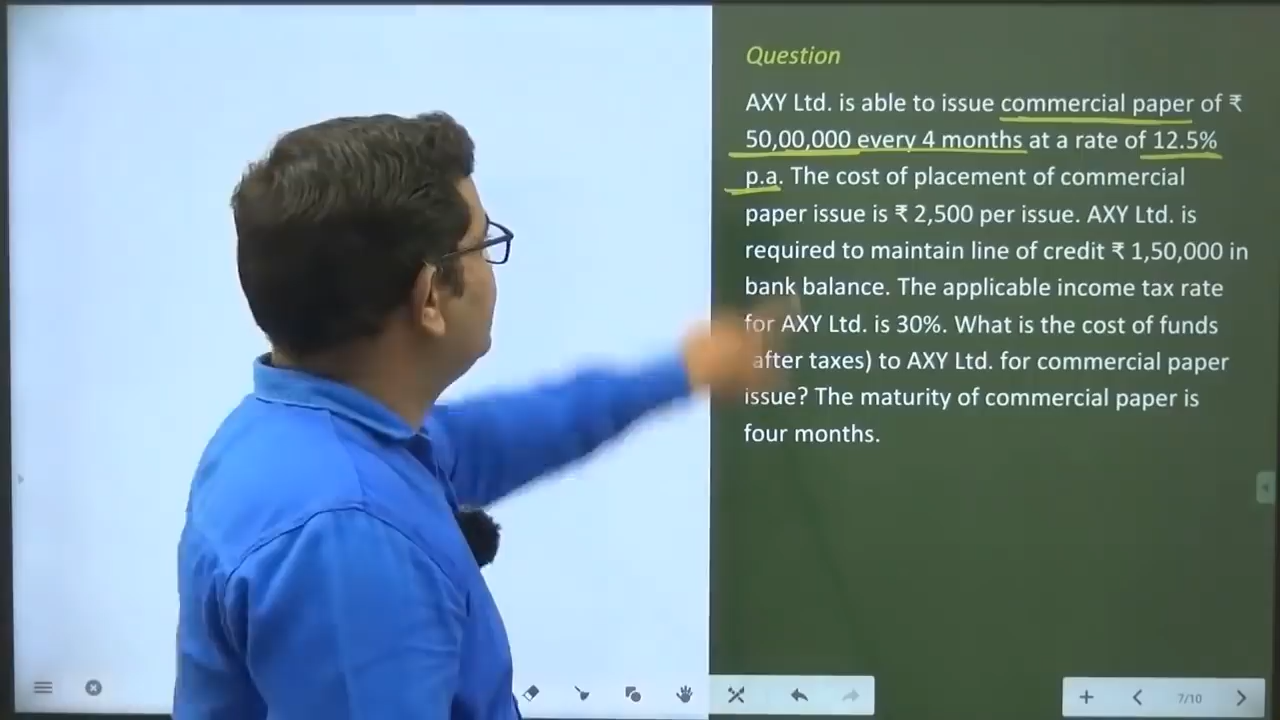 Question
AXY Ltd. is able to issue commercial paper of ₹
50,00,000 every 4 months at a rate of 12.5%
p.a. The cost of placement of commercial
paper issue is ₹ 2,500 per issue. AXY Ltd. is
required to maintain line of credit ₹ 1,50,000 in
bank balance. The applicable income tax rate
for AXY Ltd. is 30%. What is the cost of funds
after taxes) to AXY Ltd. for commercial paper
issue? The maturity of commercial paper is
four months.
7/10